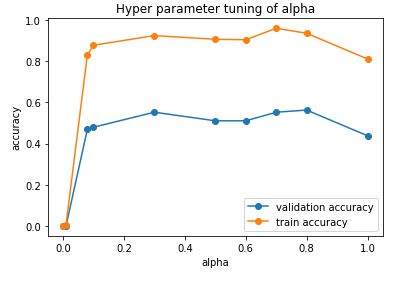 Hyper parameter tuning of alpha
1.0
0.8
0.6
0.4
0.2
0.0
accuracy
validation accuracy
train accuracy
0.0 0.2 0.4 0.6 0.8 1.0
alpha